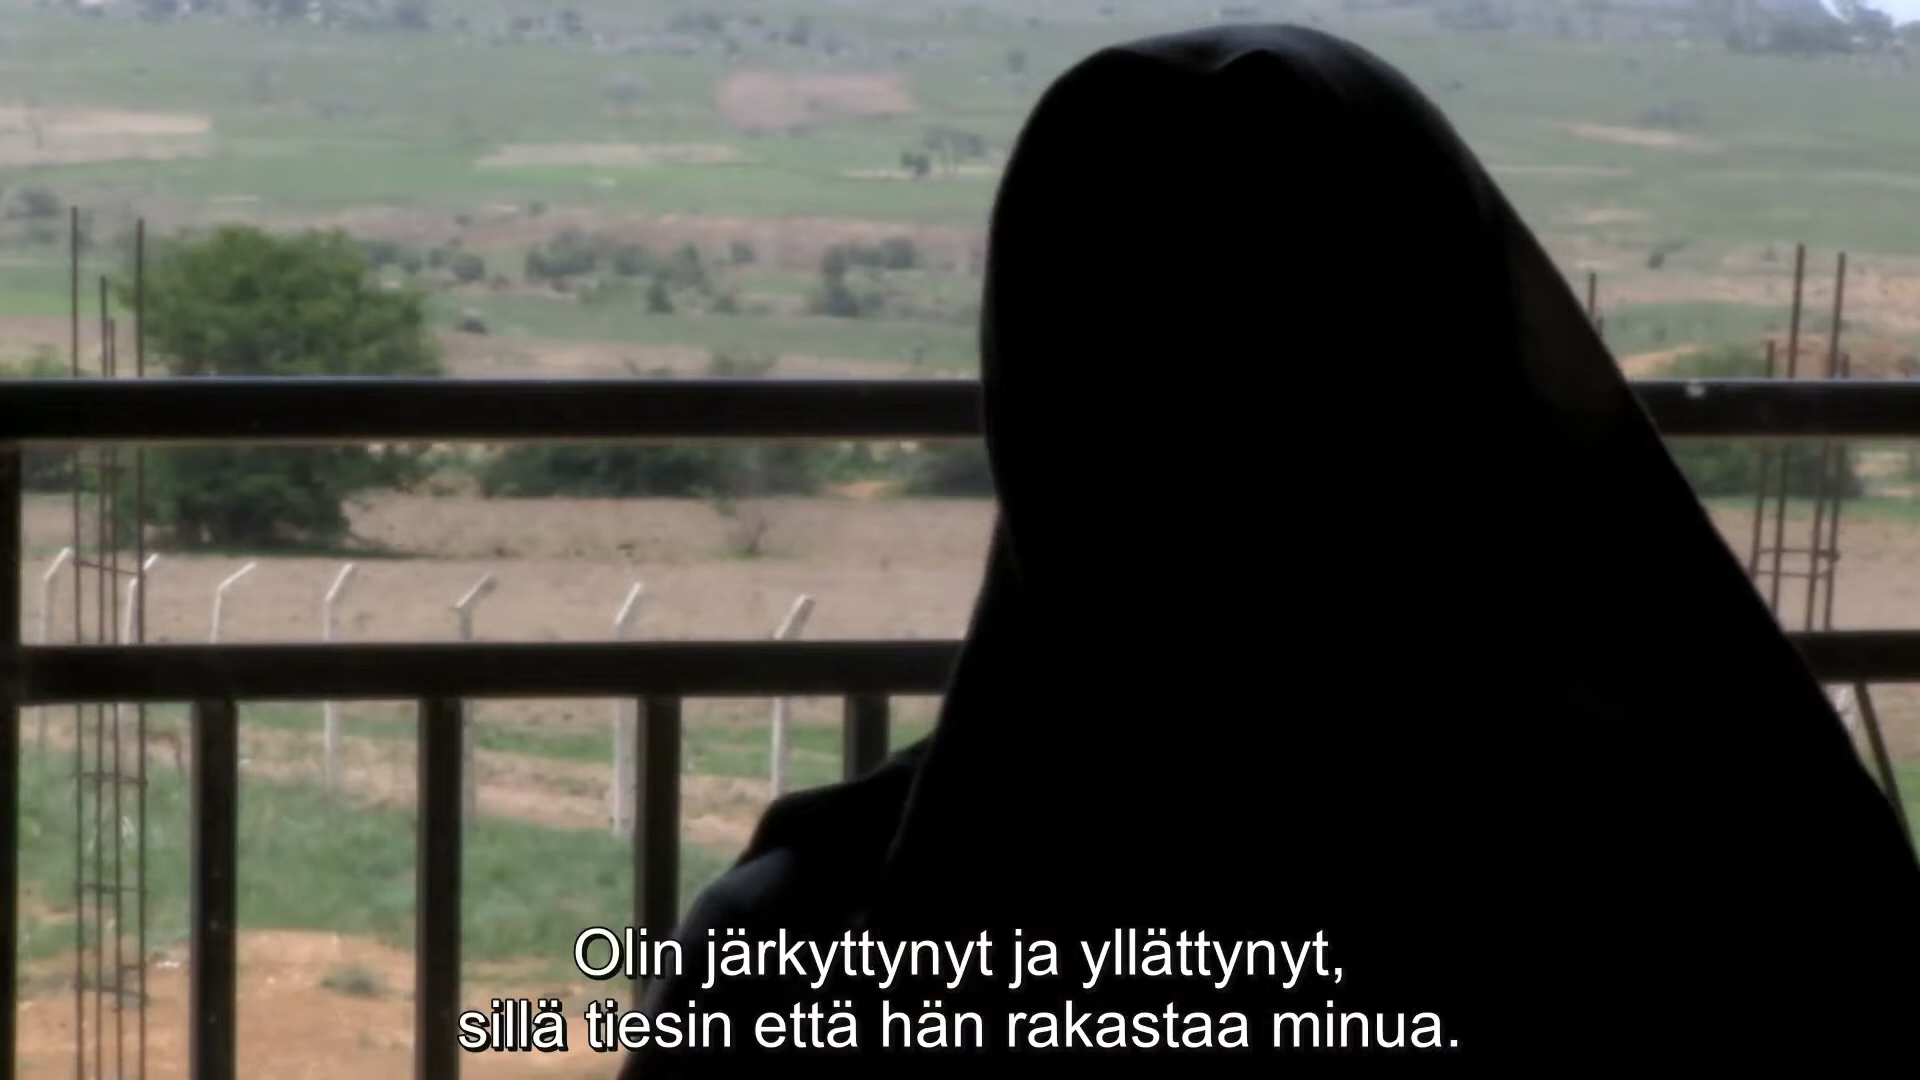 Olin järkyttynyt ja yllättynyt,
sillä tiesin että hän rakastaa minua.